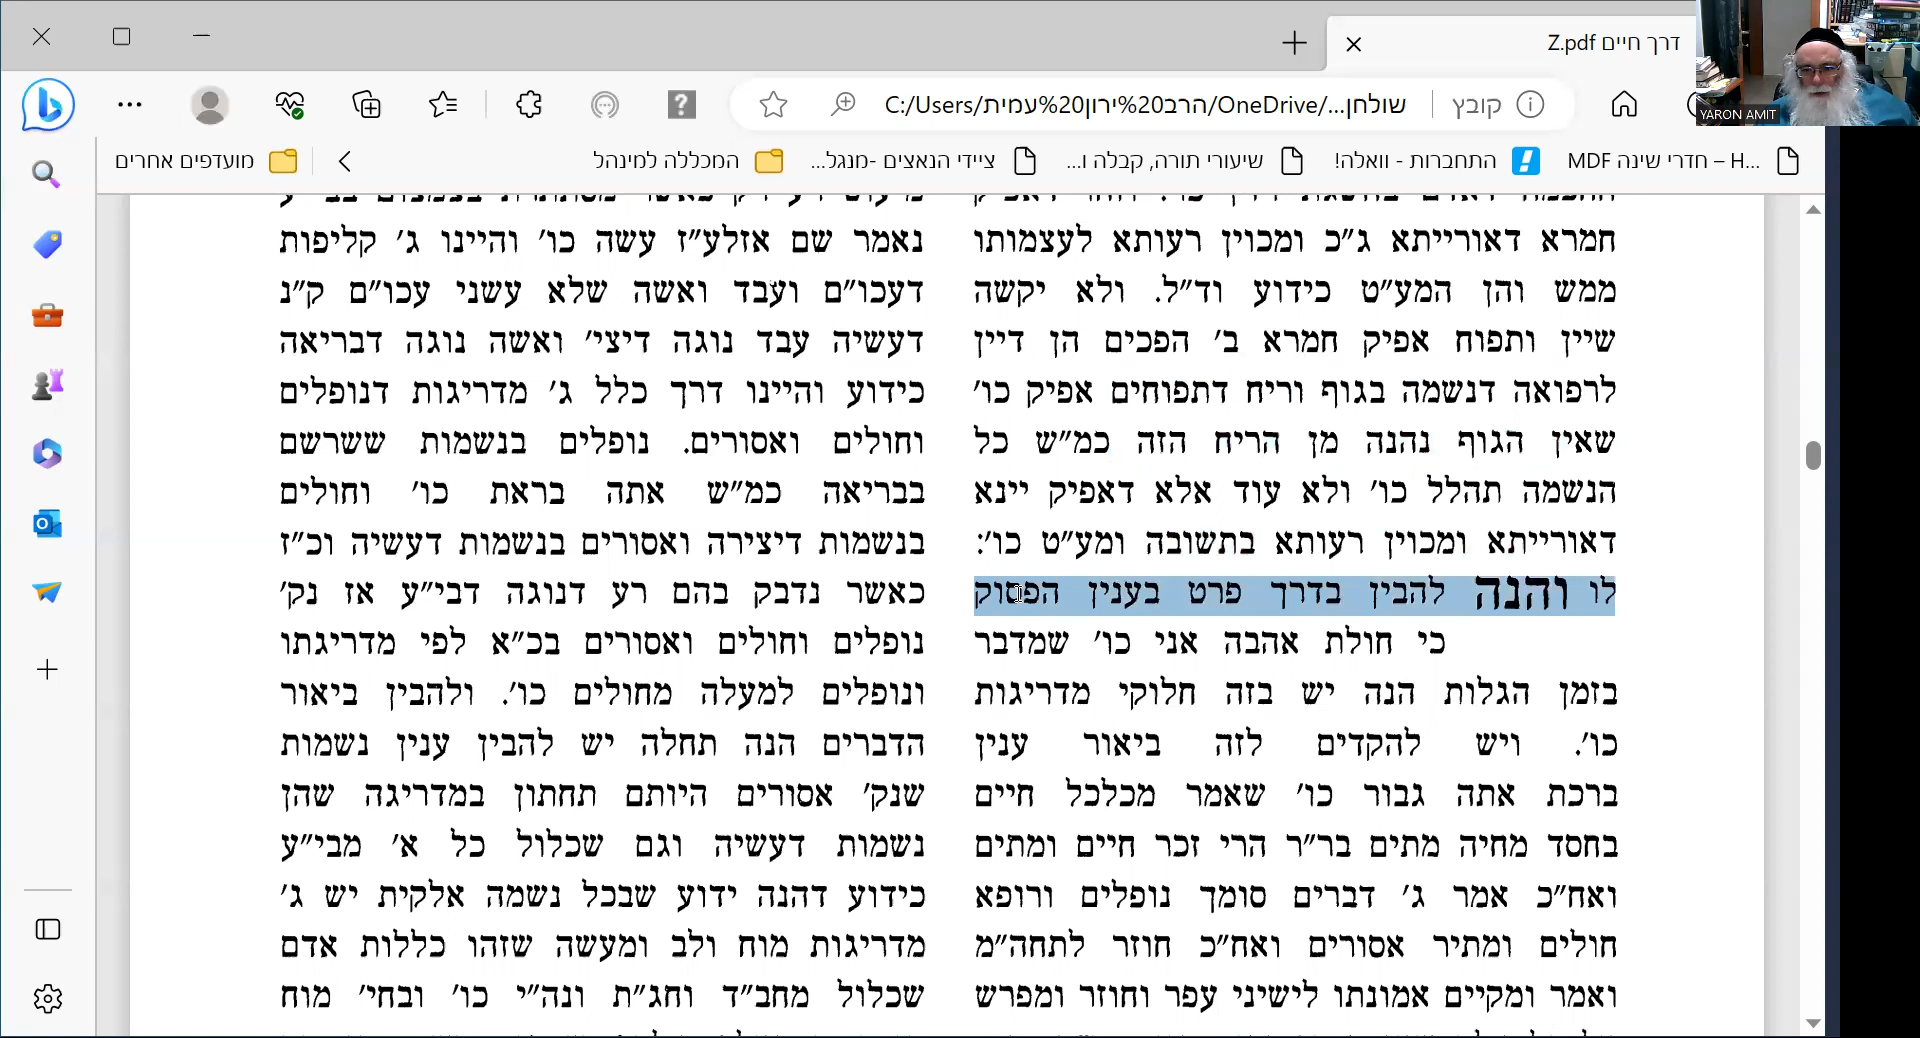 דרך חיים Z.pdf
YARON AMIT
קובץ
C:/Users/הרב%20ירון%20עמית/OneDrive/...שולחן
MDF חדרי שינה – H...
התחברות - וואלה!
שיעורי תורה, קבלה ו...
ציידי הנאצים -מנגל...
המכללה למינהל
מועדפים אחרים
חמרא דאורייתא ג״כ ומכוין רעותא לעצמותו
ממש והן המע״ט כידוע וד״ל. ולא יקשה
שיין ותפוח אפיק חמרא ב׳ הפכים הן דיין
לרפואה דנשמה בגוף וריח דתפוחים אפיק כו׳
שאין הגוף נהנה מן הריח הזה כמ״ש כל
הנשמה תהלל כו׳ ולא עוד אלא דאפיק יינא
דאורייתא ומכוין רעותא בתשובה ומע״ט כו׳:
לו והנה להבין בדרך פרט בענין הפסוק
כי חולת אהבה אני כו׳ שמדבר
בזמן הגלות הנה יש בזה חלוקי מדריגות
כו׳. ויש להקדים לזה ביאור ענין
ברכת אתה גבור כו׳ שאמר מכלכל חיים
בחסד מחיה מתים בר״ר הרי זכר חיים ומתים
ואח״כ אמר ג׳ דברים סומך נופלים ורופא
חולים ומתיר אסורים ואח״כ חוזר לתחה״מ
ואמר ומקיים אמונתו לישיני עפר וחוזר ומפרש
נאמר שם אזלע״ז עשה כו׳ והיינו ג׳ קליפות
דעכו״ם ועבד ואשה שלא עשני עכו״ם ק״נ
דעשיה עבד נוגה דיצי׳ ואשה נוגה דבריאה
כידוע והיינו דרך כלל ג׳ מדריגות דנופלים
וחולים ואסורים. נופלים בנשמות ששרשם
בבריאה כמ״ש אתה בראת כו׳ וחולים
בנשמות דיצירה ואסורים בנשמות דעשיה וכ״ז
כאשר נדבק בהם רע דנוגה דבי״ע אז נק׳
נופלים וחולים ואסורים בכ״א לפי מדריגתו
ונופלים למעלה מחולים כו׳. ולהבין ביאור
הדברים הנה תחלה יש להבין ענין נשמות
שנק׳ אסורים היותם תחתון במדריגה שהן
נשמות דעשיה וגם שכלול כל א׳ מבי״ע
כידוע דהנה ידוע שבכל נשמה אלקית יש ג׳
מדריגות מוח ולב ומעשה שזהו כללות אדם
שכלול מחב״ד וחג״ת ונה״י כו׳ ובחי׳ מוח